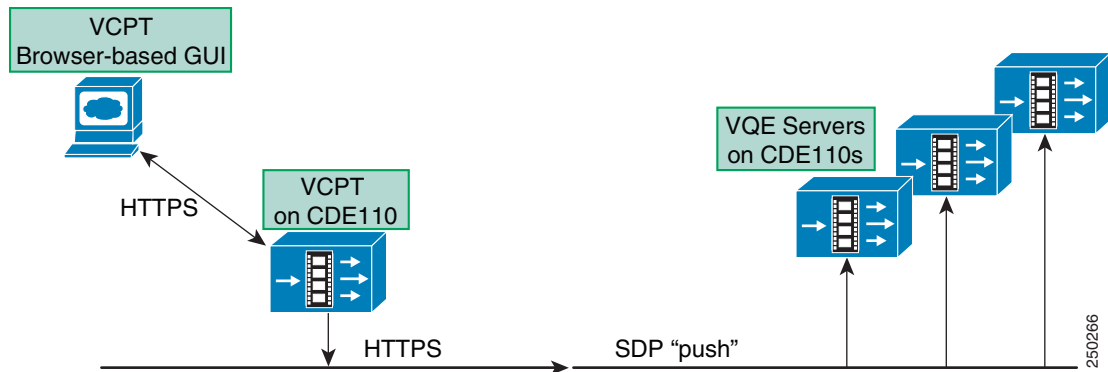 VCPT
Browser-based GUI
HTTPS
VCPT
on CDE110
VQE Servers
on CDE110s
HTTPS
SDP “push”
250266